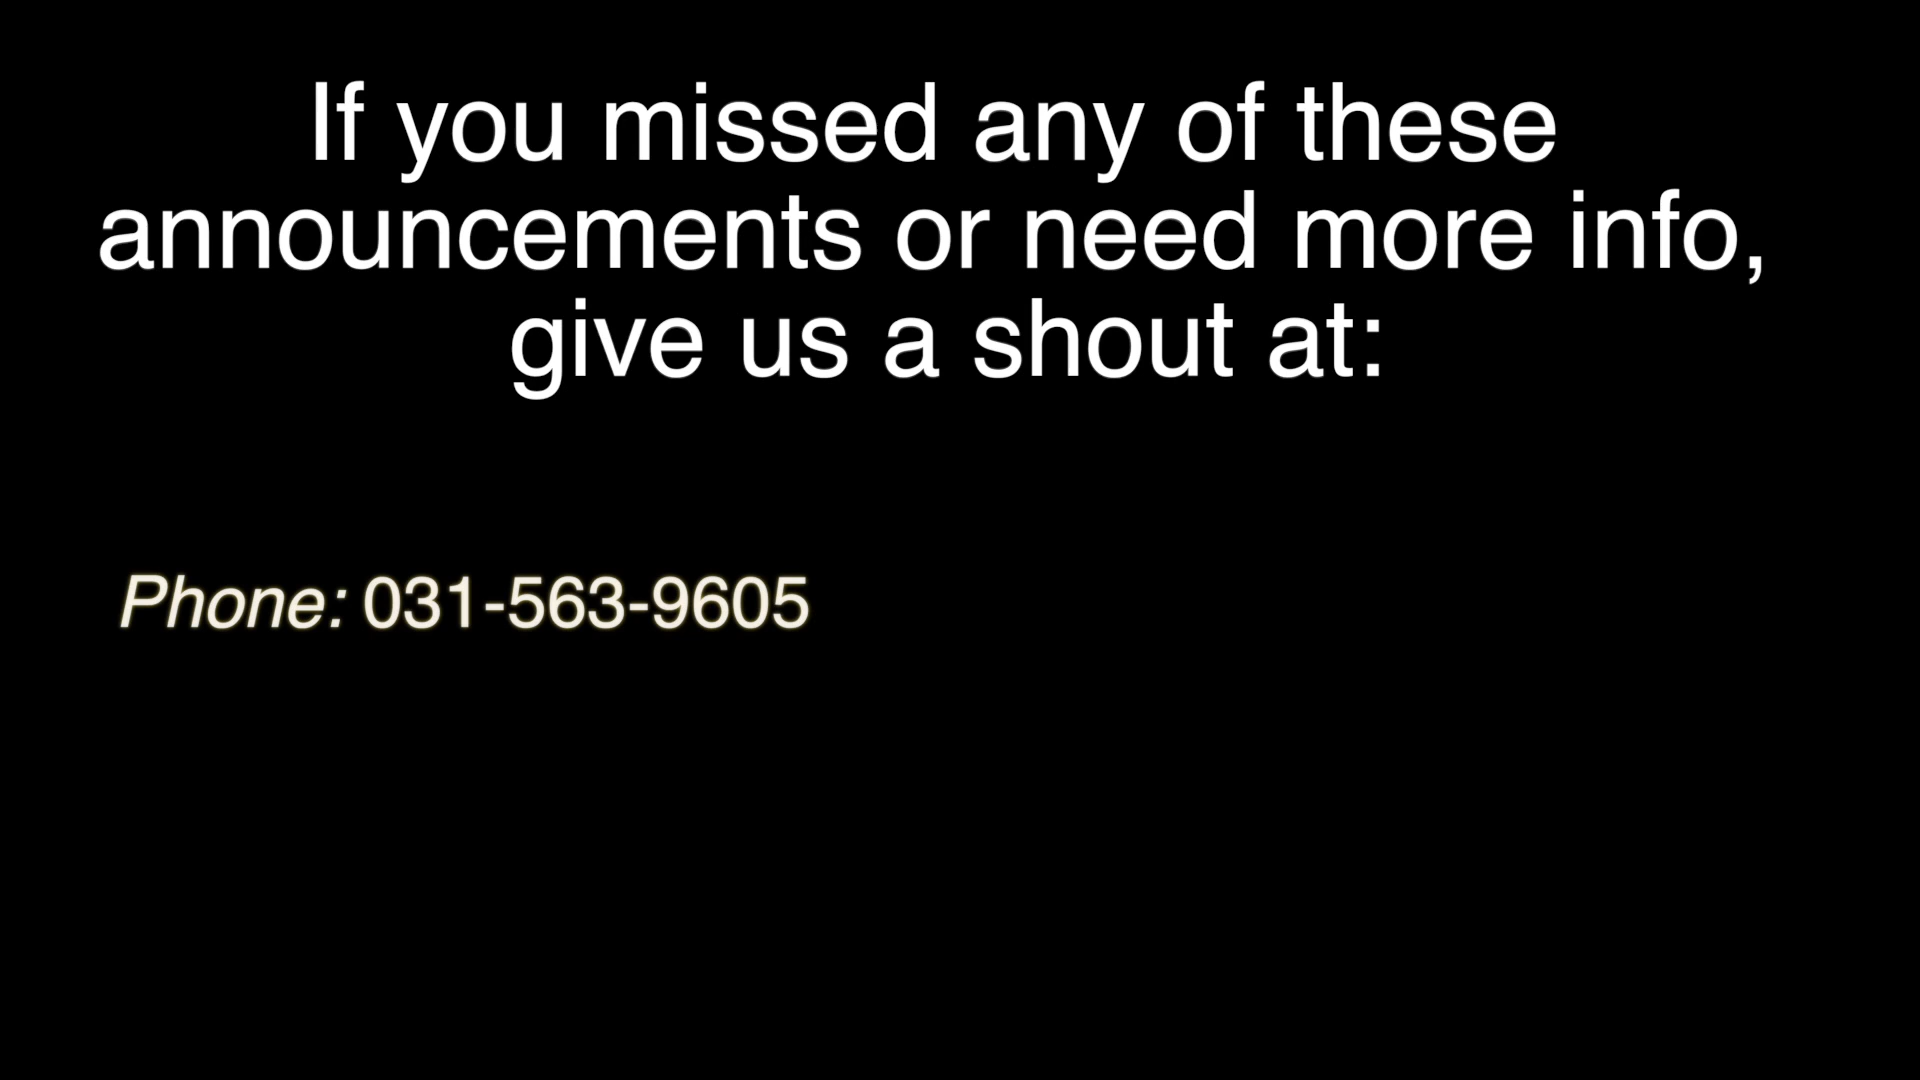 If you missed any of these
announcements or need more info,
give us a shout at:
Phone: 031-563-9605